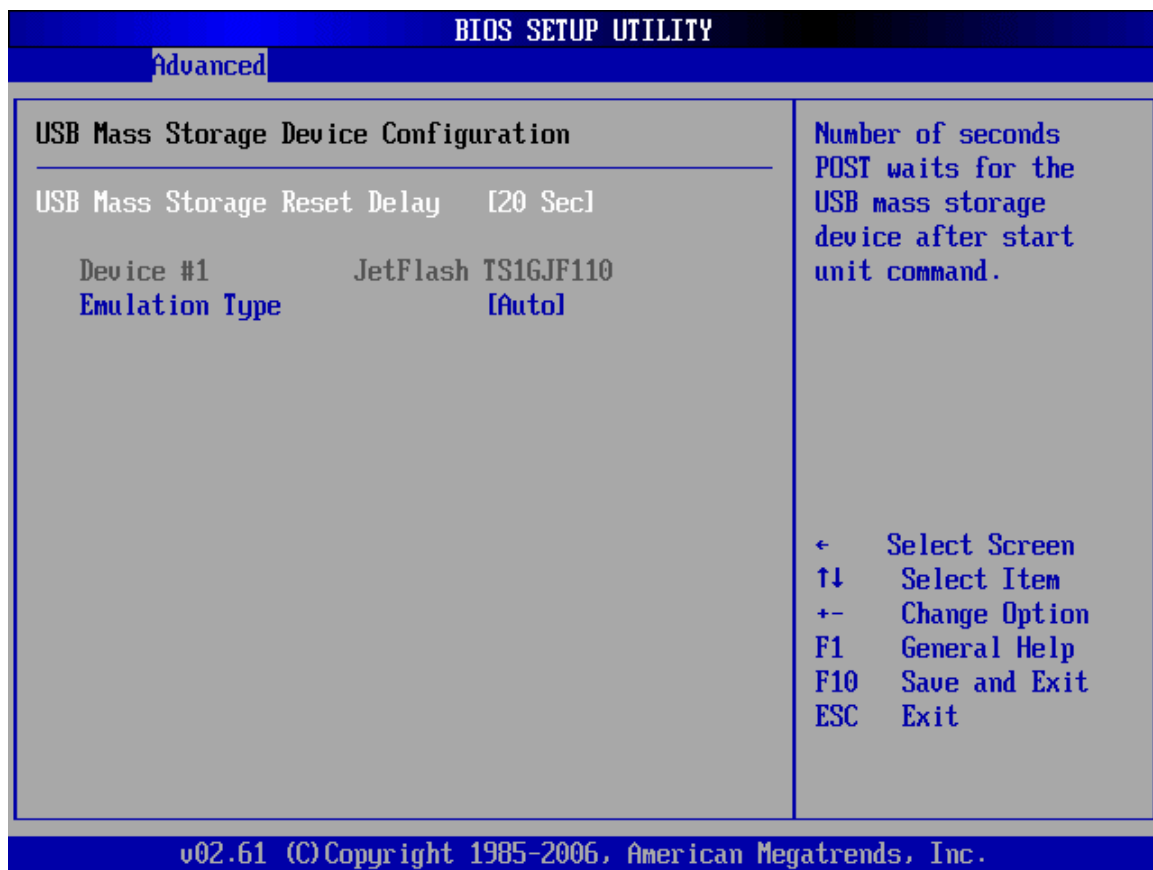 BIOS SETUP UTILITY
Advanced
USB Mass Storage Device Configuration
USB Mass Storage Reset Delay [20 Sec]
Device #1 JetFlash TS1GJF110
Emulation Type [Auto]
Number of seconds
POST waits for the
USB mass storage
device after start
unit command.
← Select Screen
↑↓ Select Item
+- Change Option
F1 General Help
F10 Save and Exit
ESC Exit
v02.61 (C)Copyright 1985-2006, American Megatrends, Inc.